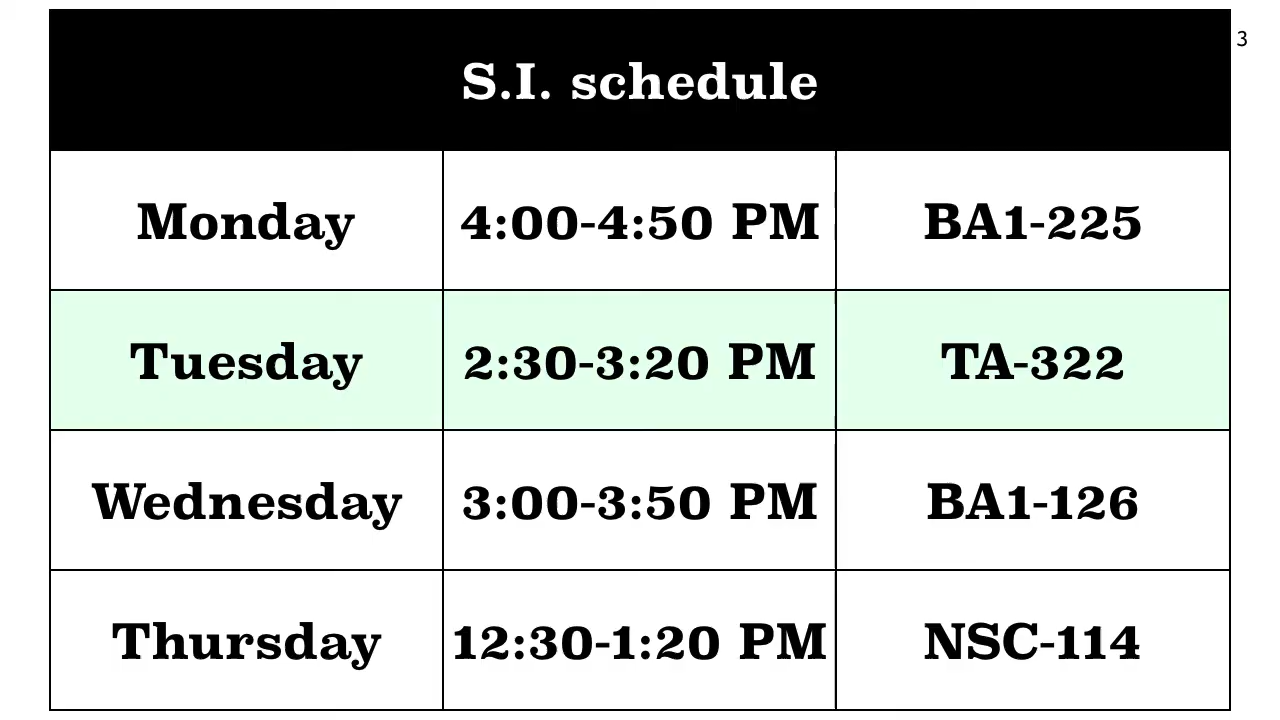 3
S.I. schedule
Monday 4:00-4:50 PM BA1-225
Tuesday 2:30-3:20 PM TA-322
Wednesday 3:00-3:50 PM BA1-126
Thursday 12:30-1:20 PM NSC-114